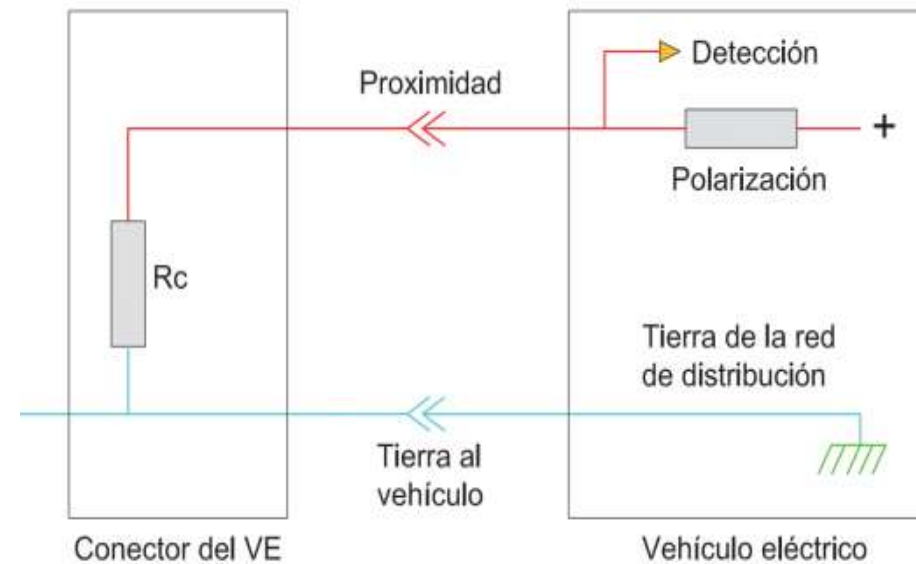 Detección
Proximidad
+
Polarización
Rc
Tierra de la red
de distribución
Tierra al
vehículo
Conector del VE
Vehículo eléctrico